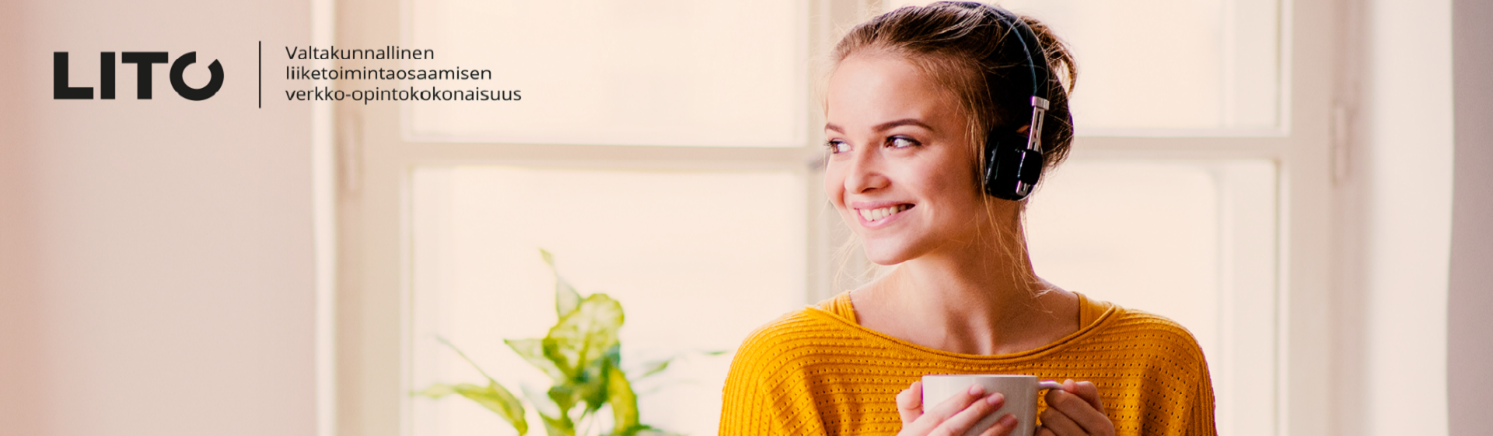 LITO
Valtakunnallinen
liiketoimintaosaamisen
verkko-opintokokonaisuus